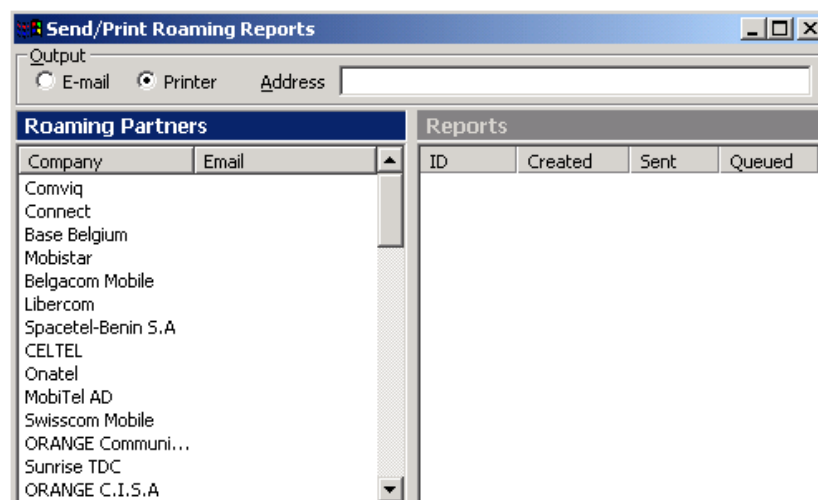 Send/Print Roaming Reports
Output
E-mail Printer Address
Roaming Partners
Company Email
Comviq
Connect
Base Belgium
Mobistar
Belgacom Mobile
Libercom
Spacetel-Benin S.A
CELTEL
Onatel
MobiTel AD
Swisscom Mobile
ORANGE Communi...
Sunrise TDC
ORANGE C.I.S.A
Reports
ID Created Sent Queued